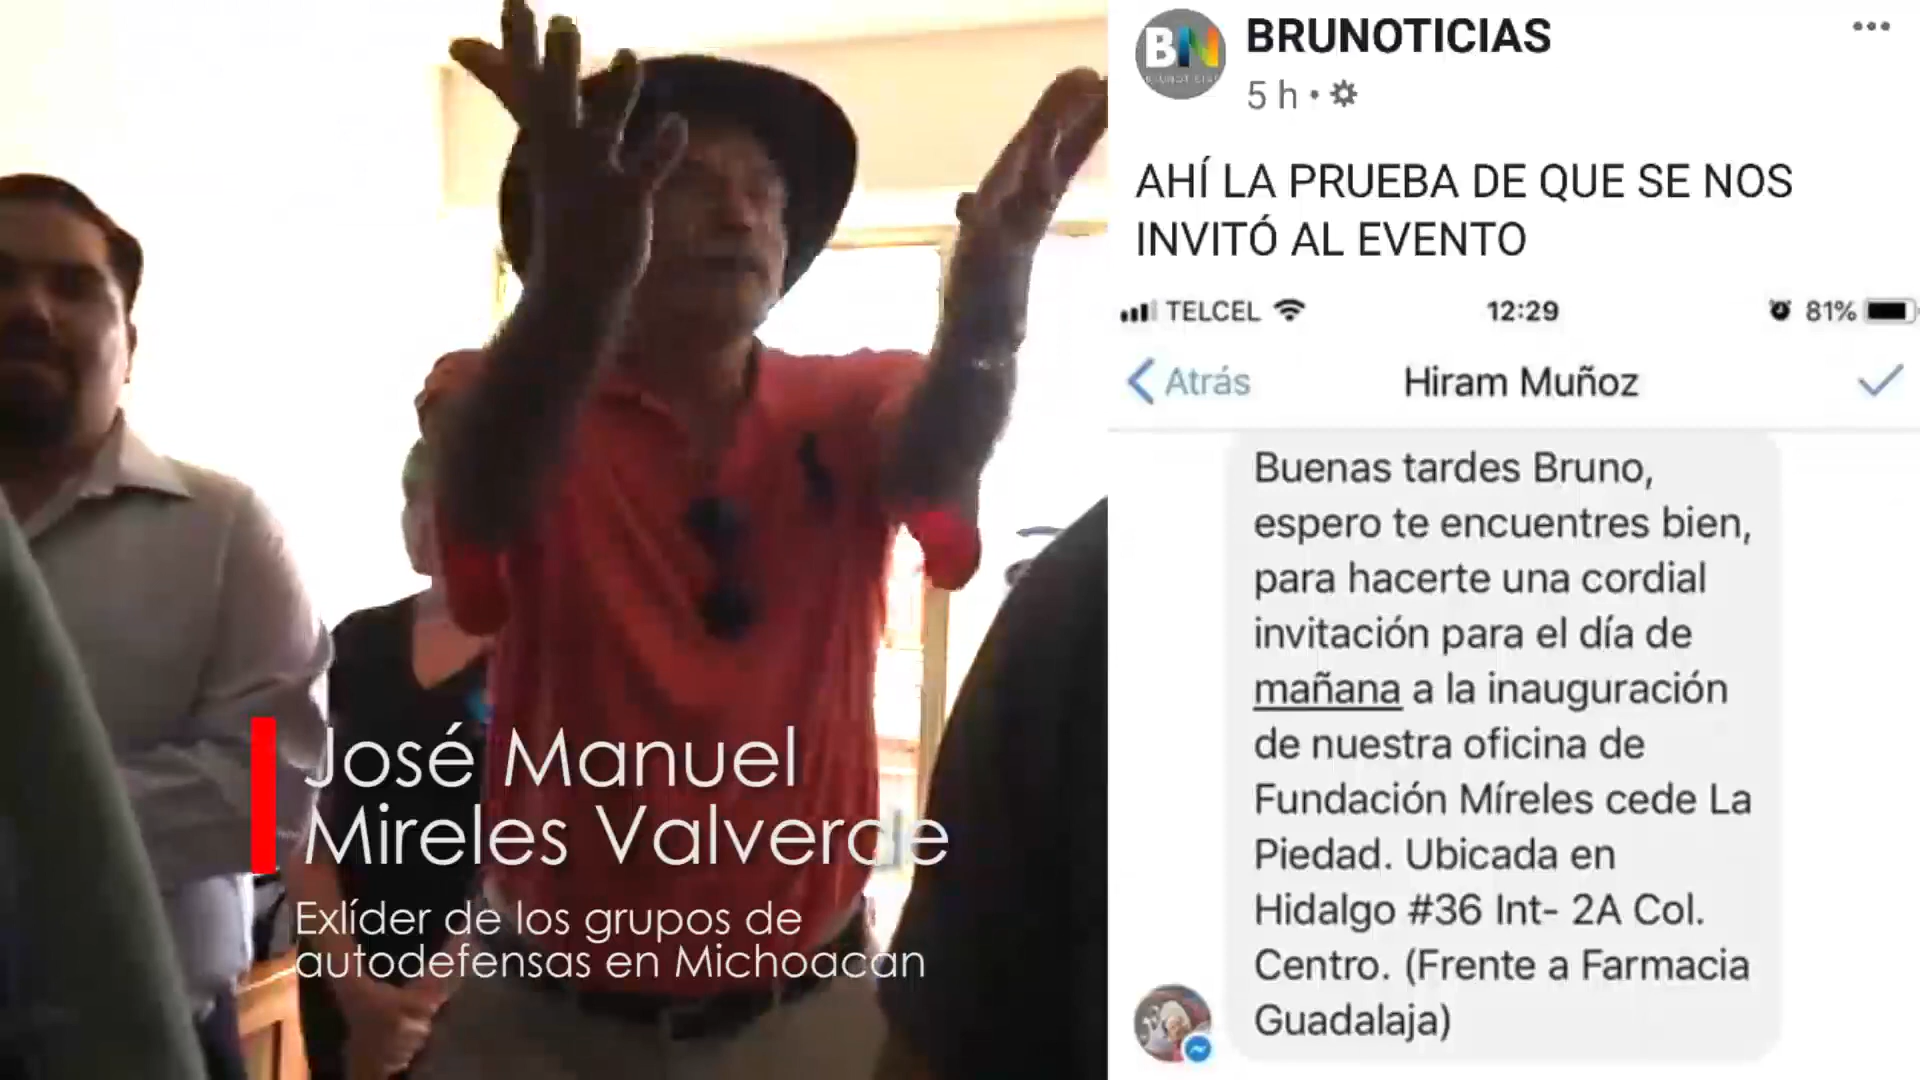 José Manuel
Mireles Valverde
Exlíder de los grupos de
autodefensas en Michoacán
BN
BRUNOTICIAS
5 h
AHÍ LA PRUEBA DE QUE SE NOS
INVITÓ AL EVENTO
TELCEL 12:29 81%
Atrás Hiram Muñoz
Buenas tardes Bruno,
espero te encuentres bien,
para hacerte una cordial
invitación para el día de
mañana a la inauguración
de nuestra oficina de
Fundación Míreles cede La
Piedad. Ubicada en
Hidalgo #36 Int- 2A Col.
Centro. (Frente a Farmacia
Guadalaja)